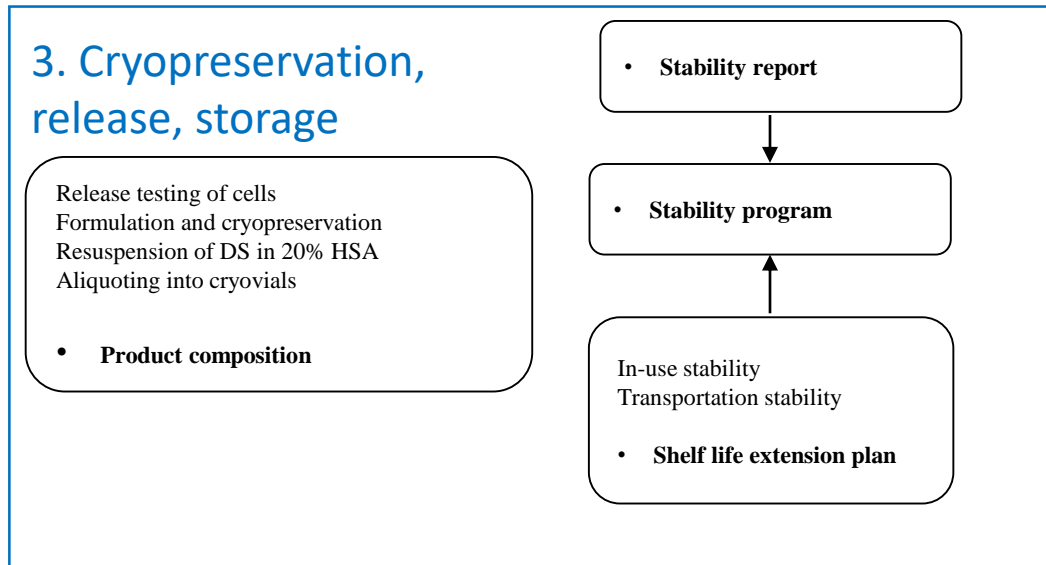 3. Cryopreservation,
release, storage
Release testing of cells
Formulation and cryopreservation
Resuspension of DS in 20% HSA
Aliquoting into cryovials
• Product composition
• Stability report
• Stability program
In-use stability
Transportation stability
• Shelf life extension plan